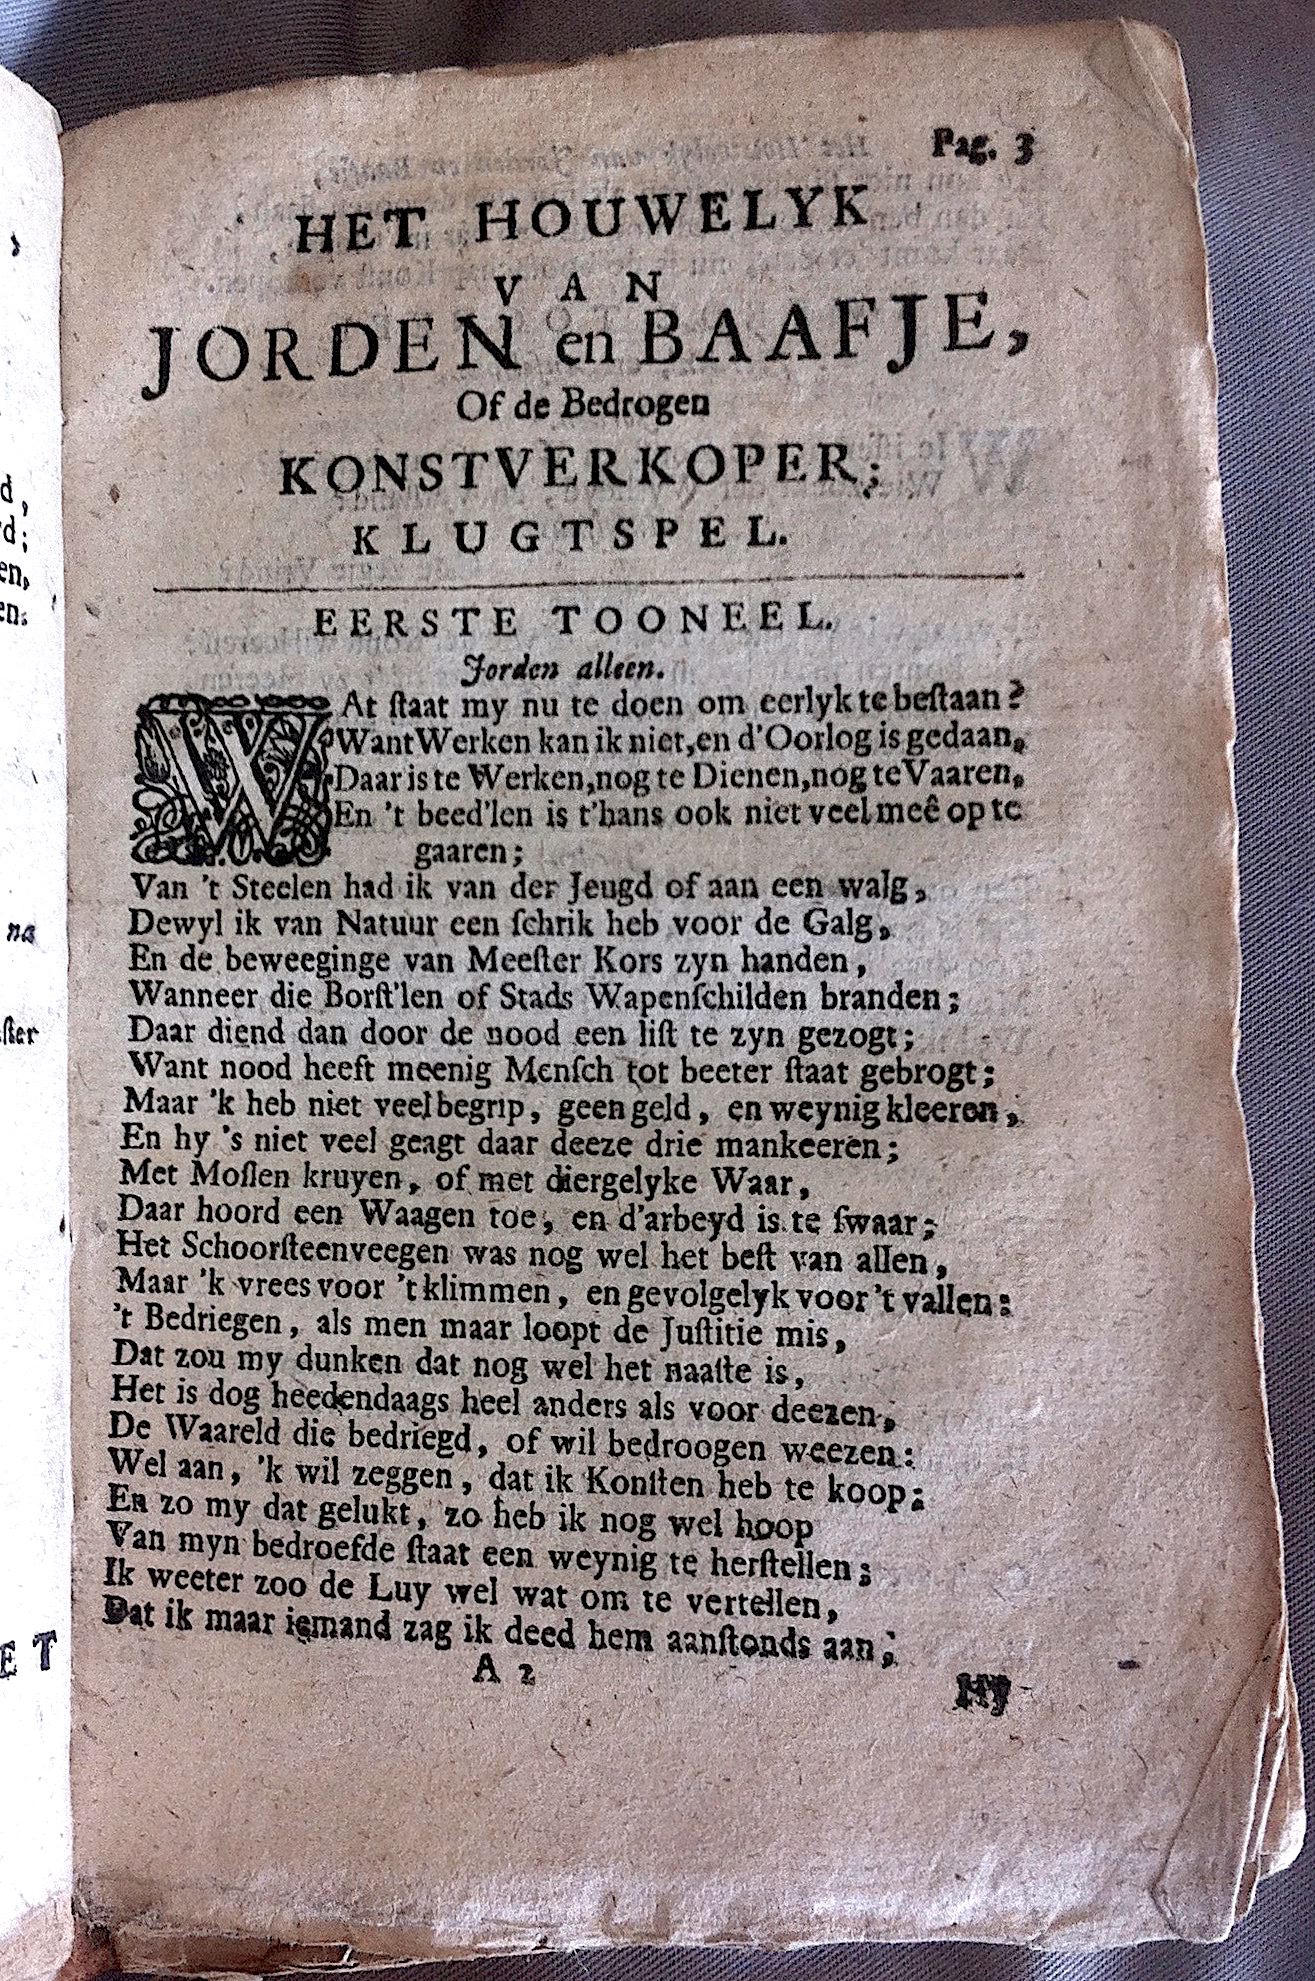 Pag. 3
HET HOUWELYK
VAN
JORDEN en BAAFJE,
Of de Bedrogen
KONSTVERKOPER;
KLUGTSPEL.
EERSTE TOONEEL.
Jorden alleen.
WAt ſtaat my nu te doen om eerlyk te beſtaan?
Want Werken kan ik niet, en d'Oorlog is gedaan,
Daar is te Werken, nog te Dienen, nog te Vaaren,
En 't beed'len is t'hans ook niet veel meê op te
gaaren;
Van 't Steelen had ik van der Jeugd of aan een walg,
Dewyl ik van Natuur een ſchrik heb voor de Galg,
En de beweeginge van Meeſter Kors zyn handen,
Wanneer die Borſt'len of Stads Wapenſchilden branden;
Daar diend dan door de nood een liſt te zyn gezogt;
Want nood heeft meenig Menſch tot beeter ſtaat gebrogt;
Maar 'k heb niet veel begrip, geen geld, en weynig kleeren,
En hy 's niet veel geagt daar deeze drie mankeeren;
Met Moſſen kruyen, of met diergelyke Waar,
Daar hoord een Waagen toe, en d'arbeyd is te ſwaar;
Het Schoorſteenveegen was nog wel het beſt van allen,
Maar 'k vrees voor 't klimmen, en gevolgelyk voor 't vallen:
't Bedriegen, als men maar loopt de Juſtitie mis,
Dat zou my dunken dat nog wel het naaſte is,
Het is dog heedendaags heel anders als voor deezen,
De Waareld die bedriegd, of wil bedroogen weezen:
Wel aan, 'k wil zeggen, dat ik Konſten heb te koop;
En zo my dat gelukt, zo heb ik nog wel hoop
Van myn bedroefde ſtaat een weynig te herſtellen;
Ik weeter zoo de Luy wel wat om te vertellen,
Dat ik maar iemand zag ik deed hem aanſtonds aan;
A 2
Hy
d,
rd;
en,
en.
na
ſter
ET